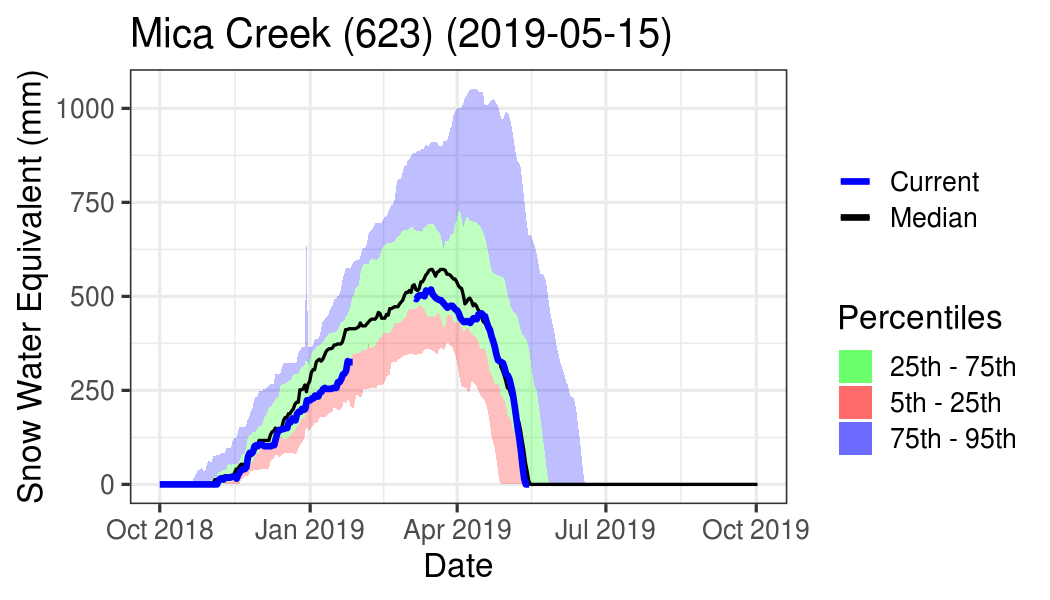 Mica Creek (623) (2019-05-15)
Snow Water Equivalent (mm)
1000
750
500
250
0
Oct 2018 Jan 2019 Apr 2019 Jul 2019 Oct 2019
Date
Current
Median
Percentiles
25th - 75th
5th - 25th
75th - 95th